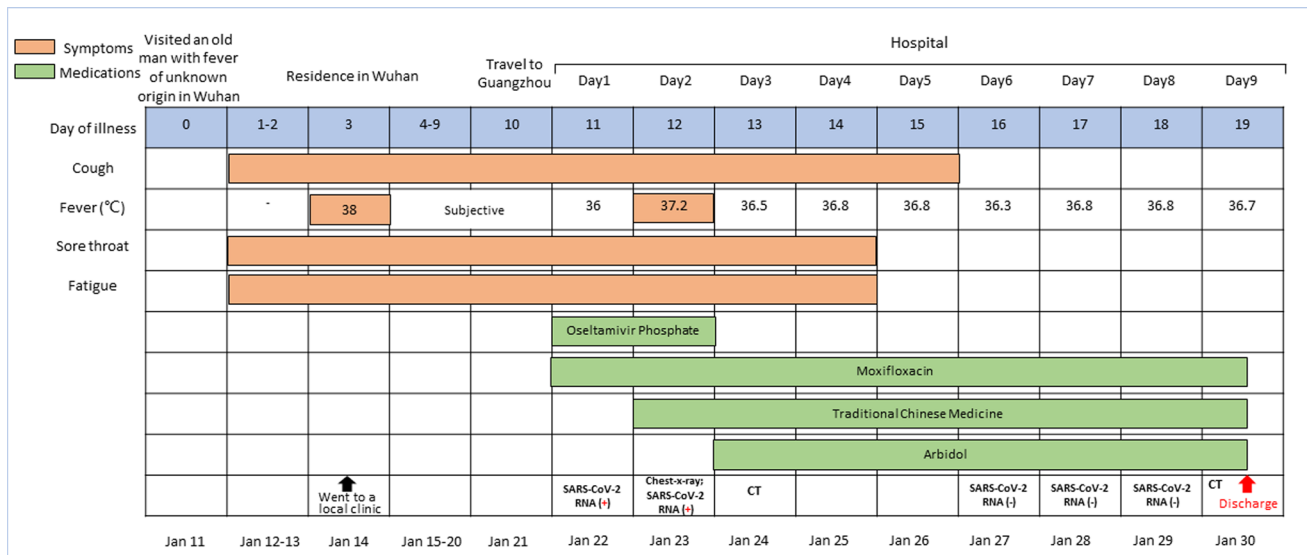 Symptoms
Medications
Visited an old
man with fever
of unknown
origin in Wuhan
Residence in Wuhan
Travel to
Guangzhou
Hospital
Day1 Day2 Day3 Day4 Day5 Day6 Day7 Day8 Day9
Day of illness 0 1-2 3 4-9 10 11 12 13 14 15 16 17 18 19
Cough
Fever(℃) - 38 Subjective 36 37.2 36.5 36.8 36.8 36.3 36.8 36.8 36.7
Sore throat
Fatigue
Oseltamivir Phosphate
Moxifloxacin
Traditional Chinese Medicine
Arbidol
Went to a
local clinic
SARS-CoV-2
RNA (+)
Chest-x-ray;
SARS-CoV-2
RNA (+)
CT
SARS-CoV-2
RNA (-)
SARS-CoV-2
RNA (-)
SARS-CoV-2
RNA (-)
CT
Discharge
Jan 11 Jan 12-13 Jan 14 Jan 15-20 Jan 21 Jan 22 Jan 23 Jan 24 Jan 25 Jan 26 Jan 27 Jan 28 Jan 29 Jan 30